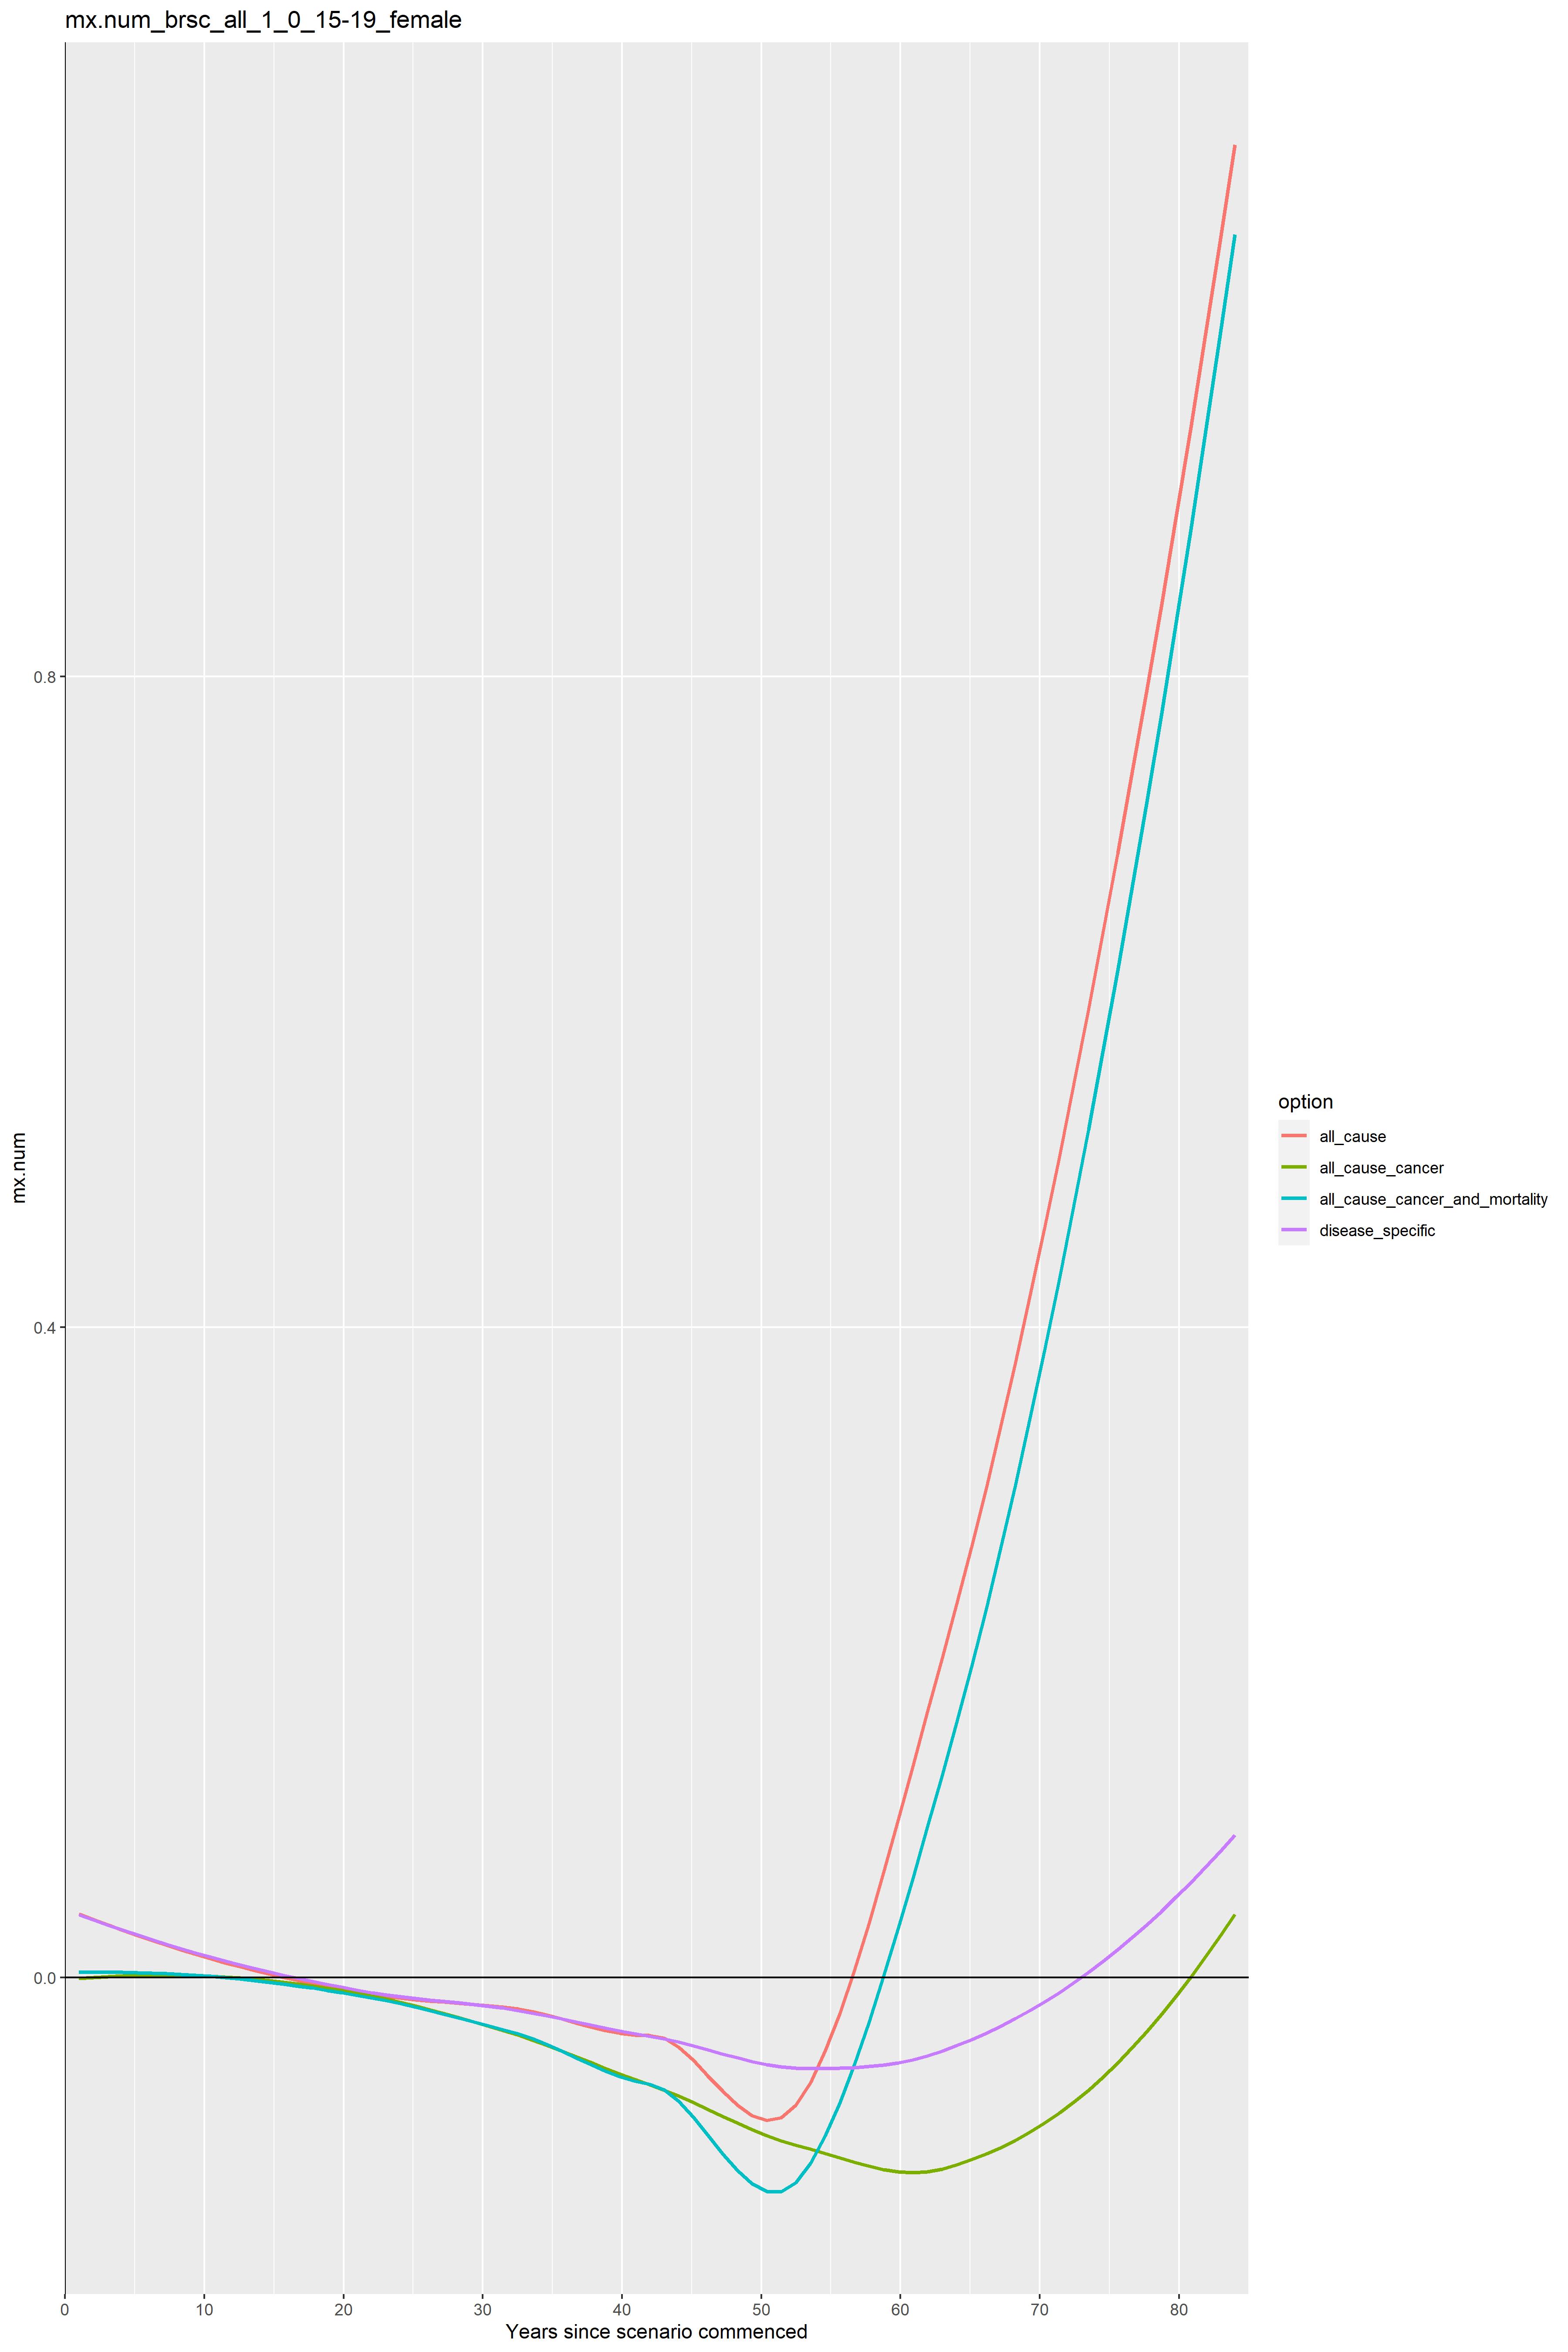 mx.num_brsc_all_1_0_15-19_female
0.8
0.4
0.0
mx.num
0 10 20 30 40 50 60 70 80
Years since scenario commenced
option
all_cause
all_cause_cancer
all_cause_cancer_and_mortality
disease_specific